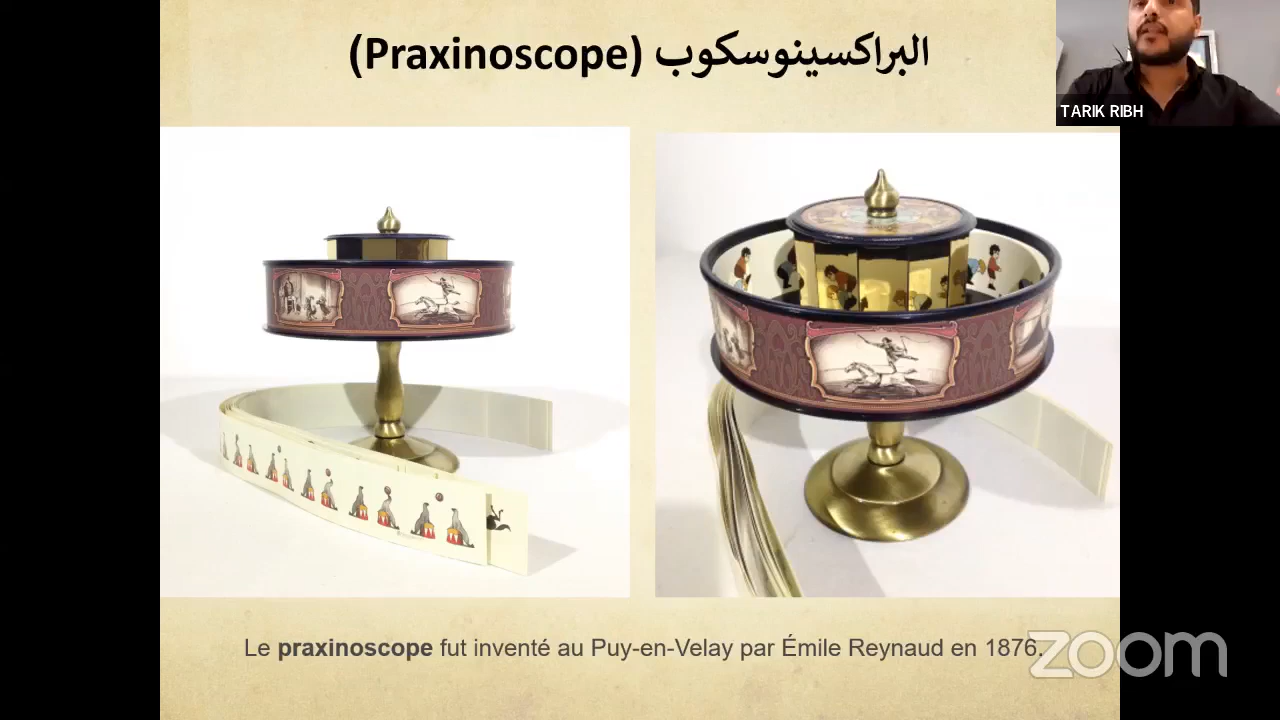 البراكسينوسكوب (Praxinoscope)
TARIK RIBH
Le praxinoscope fut inventé au Puy-en-Velay par Émile Reynaud en 1876.
zoom